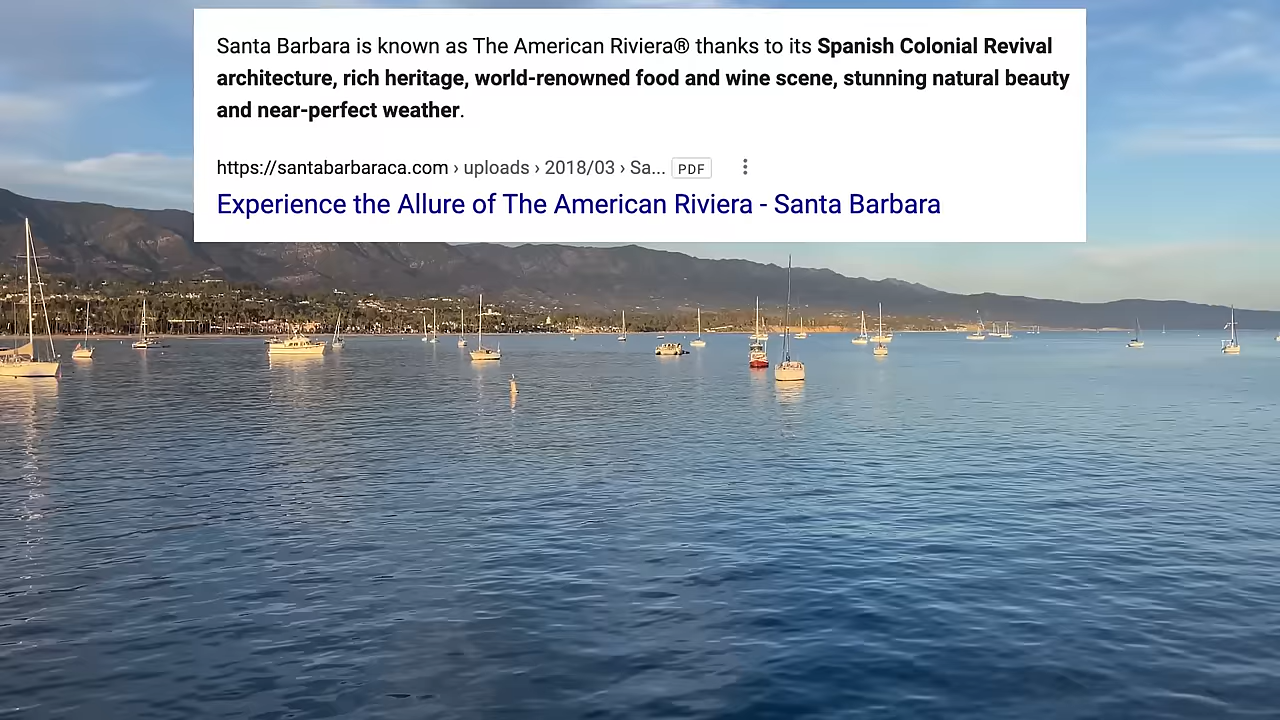 Santa Barbara is known as The American Riviera® thanks to its Spanish Colonial Revival
architecture, rich heritage, world-renowned food and wine scene, stunning natural beauty
and near-perfect weather.
https://santabarbaraca.com › uploads › 2018/03 › Sa... PDF
Experience the Allure of The American Riviera - Santa Barbara